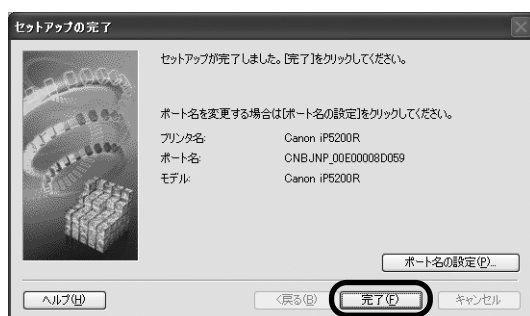 セットアップの完了
セットアップが完了しました。[完了]をクリックしてください。
ポート名を変更する場合は[ポート名の設定]をクリックしてください。
プリンタ名: Canon iP5200R
ポート名: CNBJNP_00E00008D059
モデル: Canon iP5200R
ポート名の設定(P)...
ヘルプ(H) <戻る(B) 完了(F) キャンセル